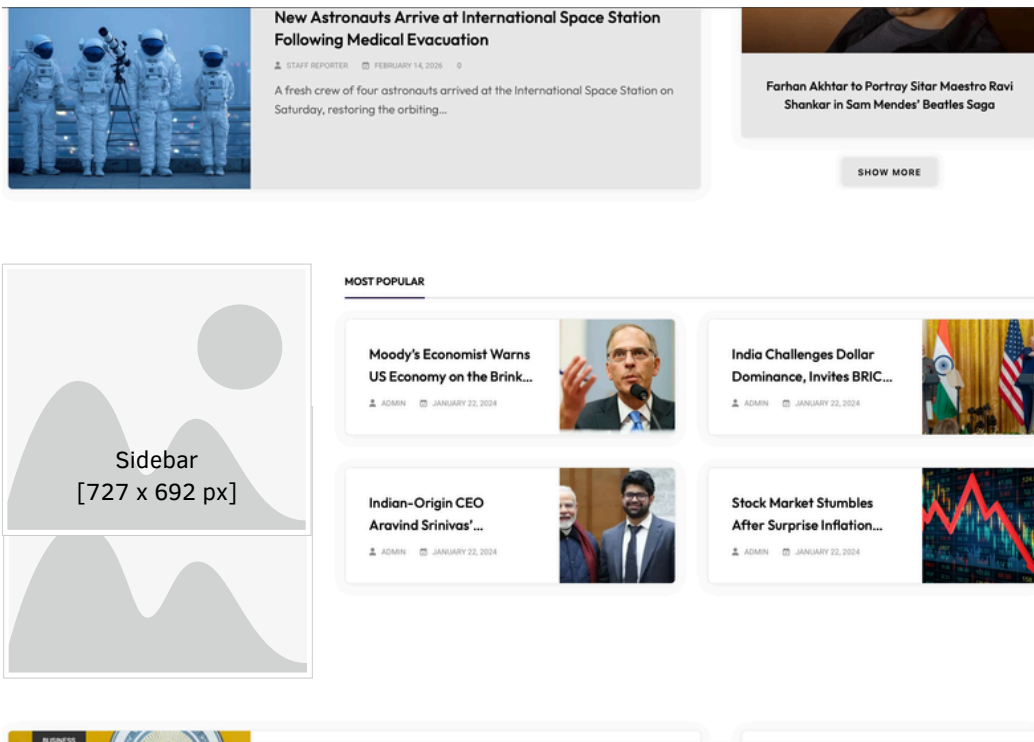 New Astronauts Arrive at International Space Station
Following Medical Evacuation
STAFF REPORTER FEBRUARY 14, 2026 0
A fresh crew of four astronauts arrived at the International Space Station on
Saturday, restoring the orbiting...
Farhan Akhtar to Portray Sitar Maestro Ravi
Shankar in Sam Mendes' Beatles Saga
SHOW MORE
Sidebar
[727 x 692 px]
MOST POPULAR
Moody's Economist Warns
US Economy on the Brink...
ADMIN JANUARY 22, 2024
India Challenges Dollar
Dominance, Invites BRIC...
ADMIN JANUARY 22, 2024
Indian-Origin CEO
Aravind Srinivas'...
ADMIN JANUARY 22, 2024
Stock Market Stumbles
After Surprise Inflation...
ADMIN JANUARY 22, 2024
BUSINESS